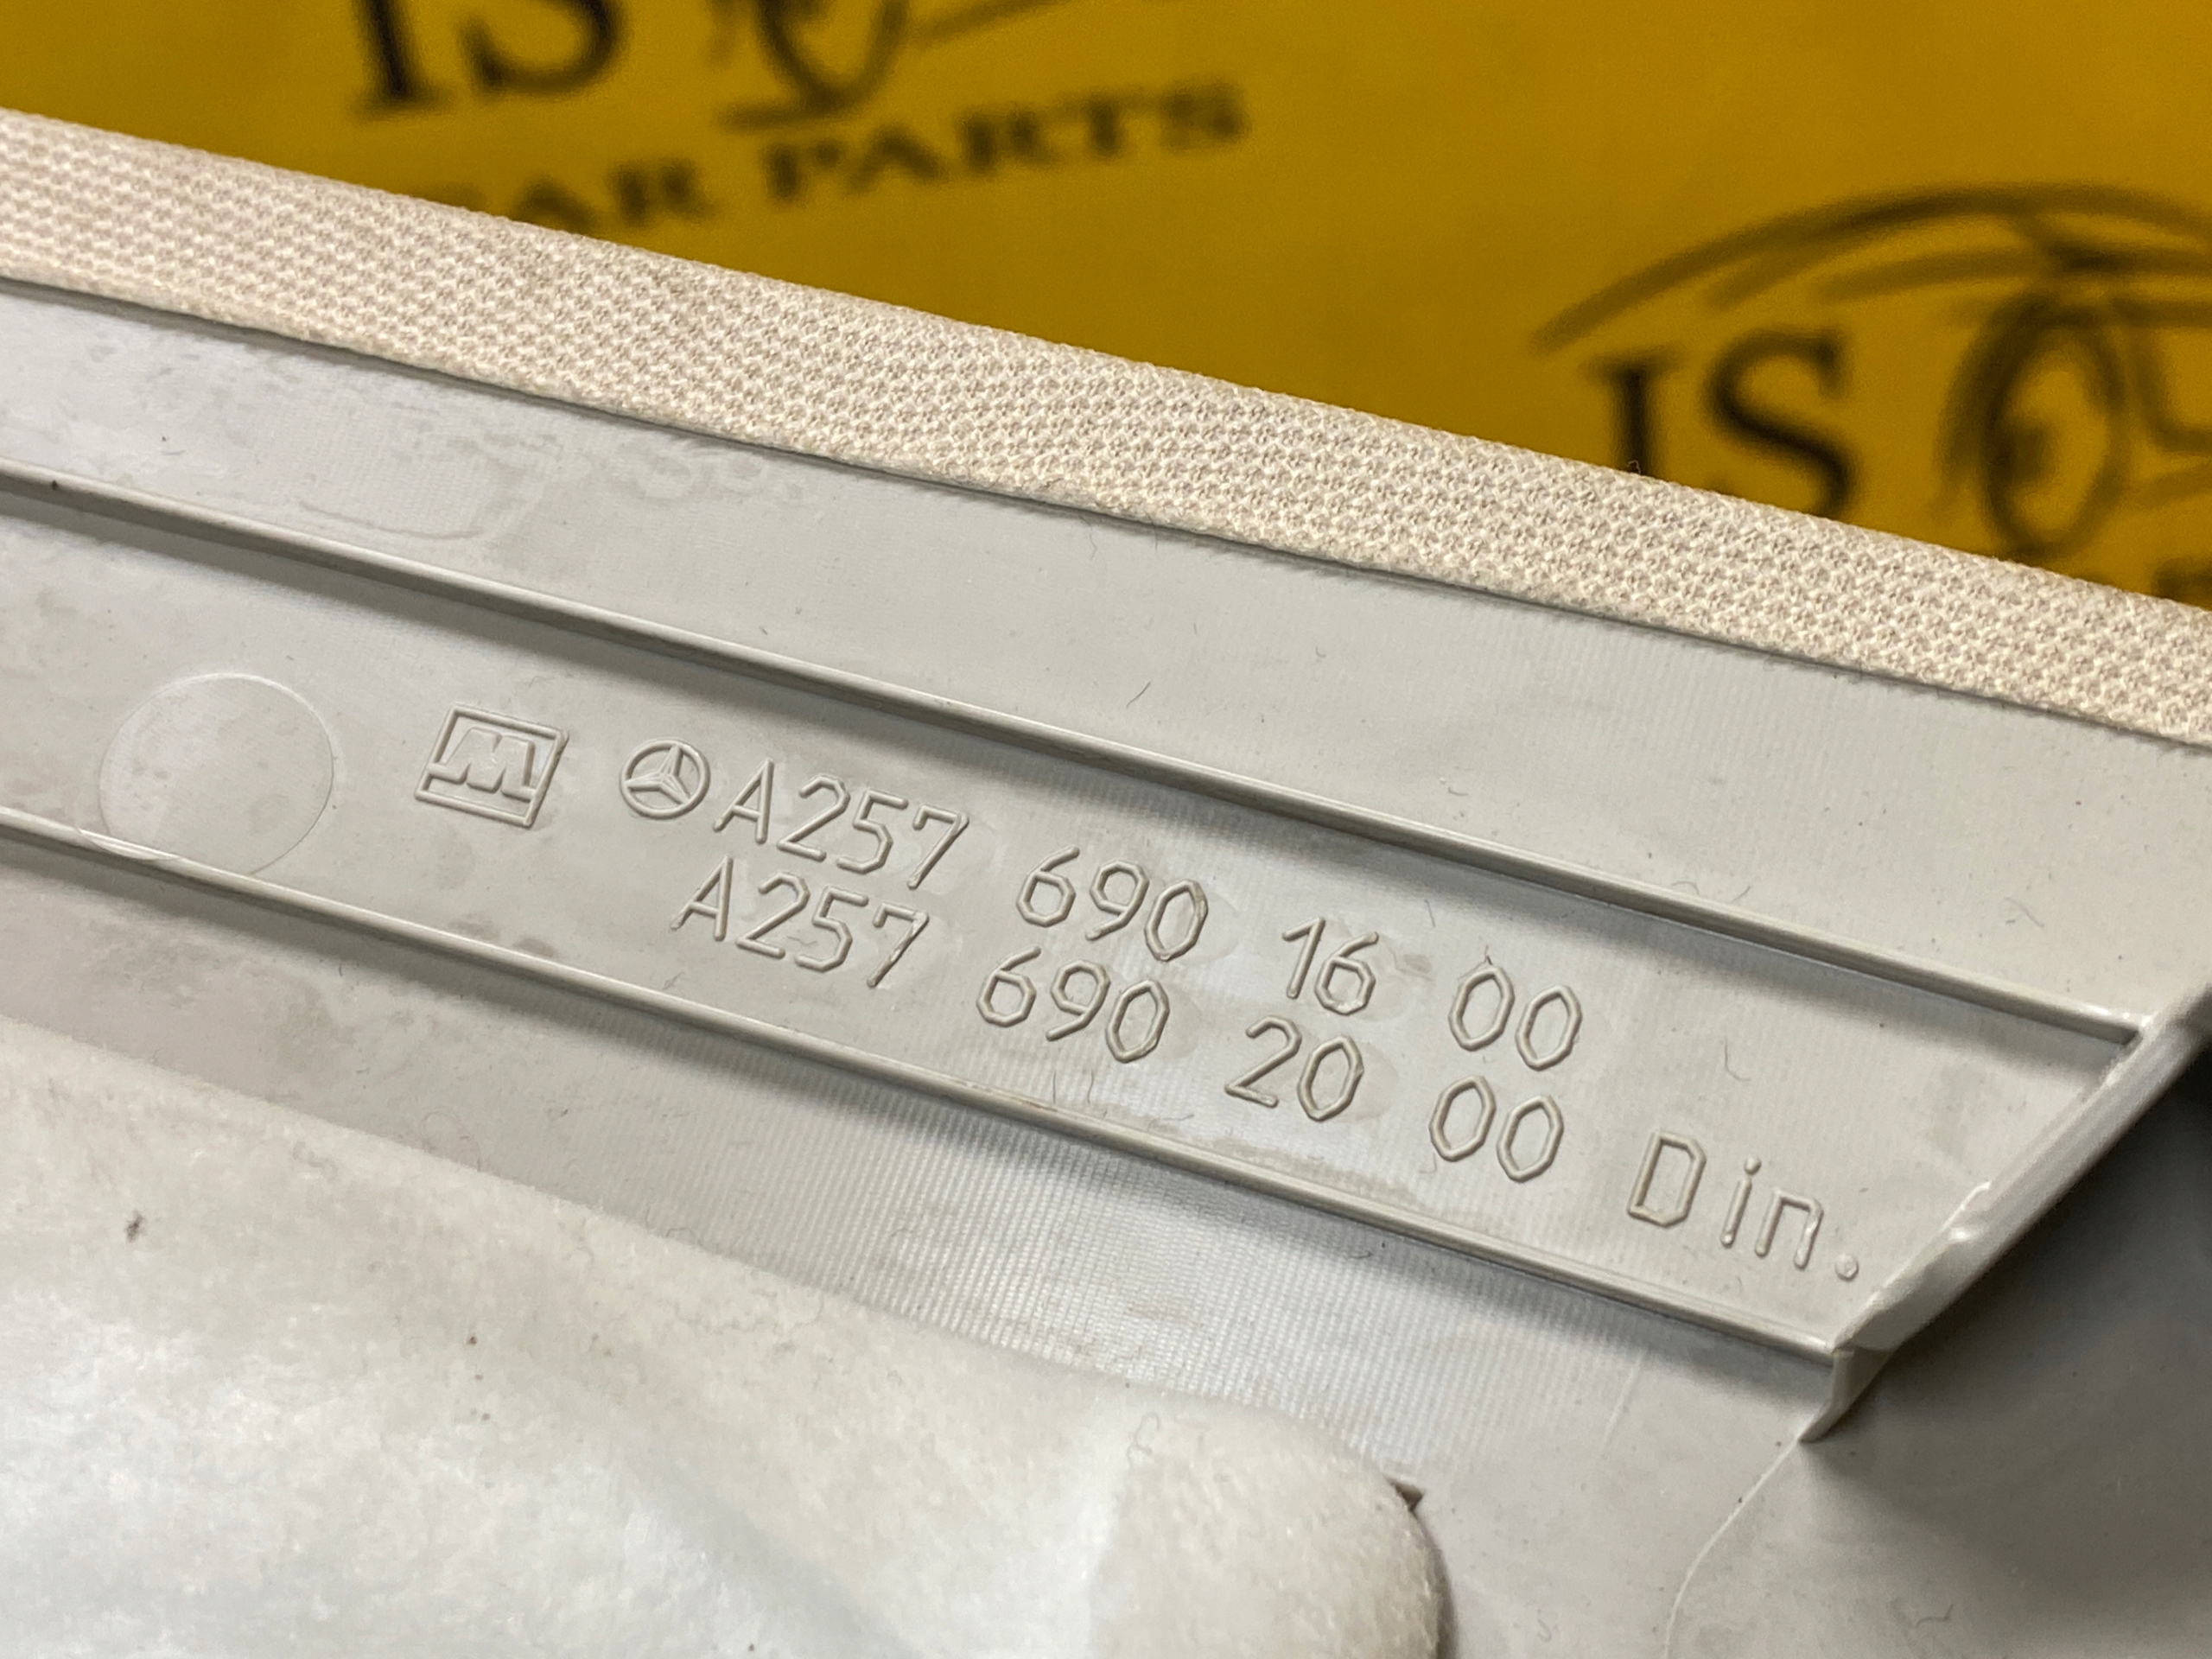 IS
CAR PARTS
IS
A257 690 16 00
A257 690 20 00 Din.